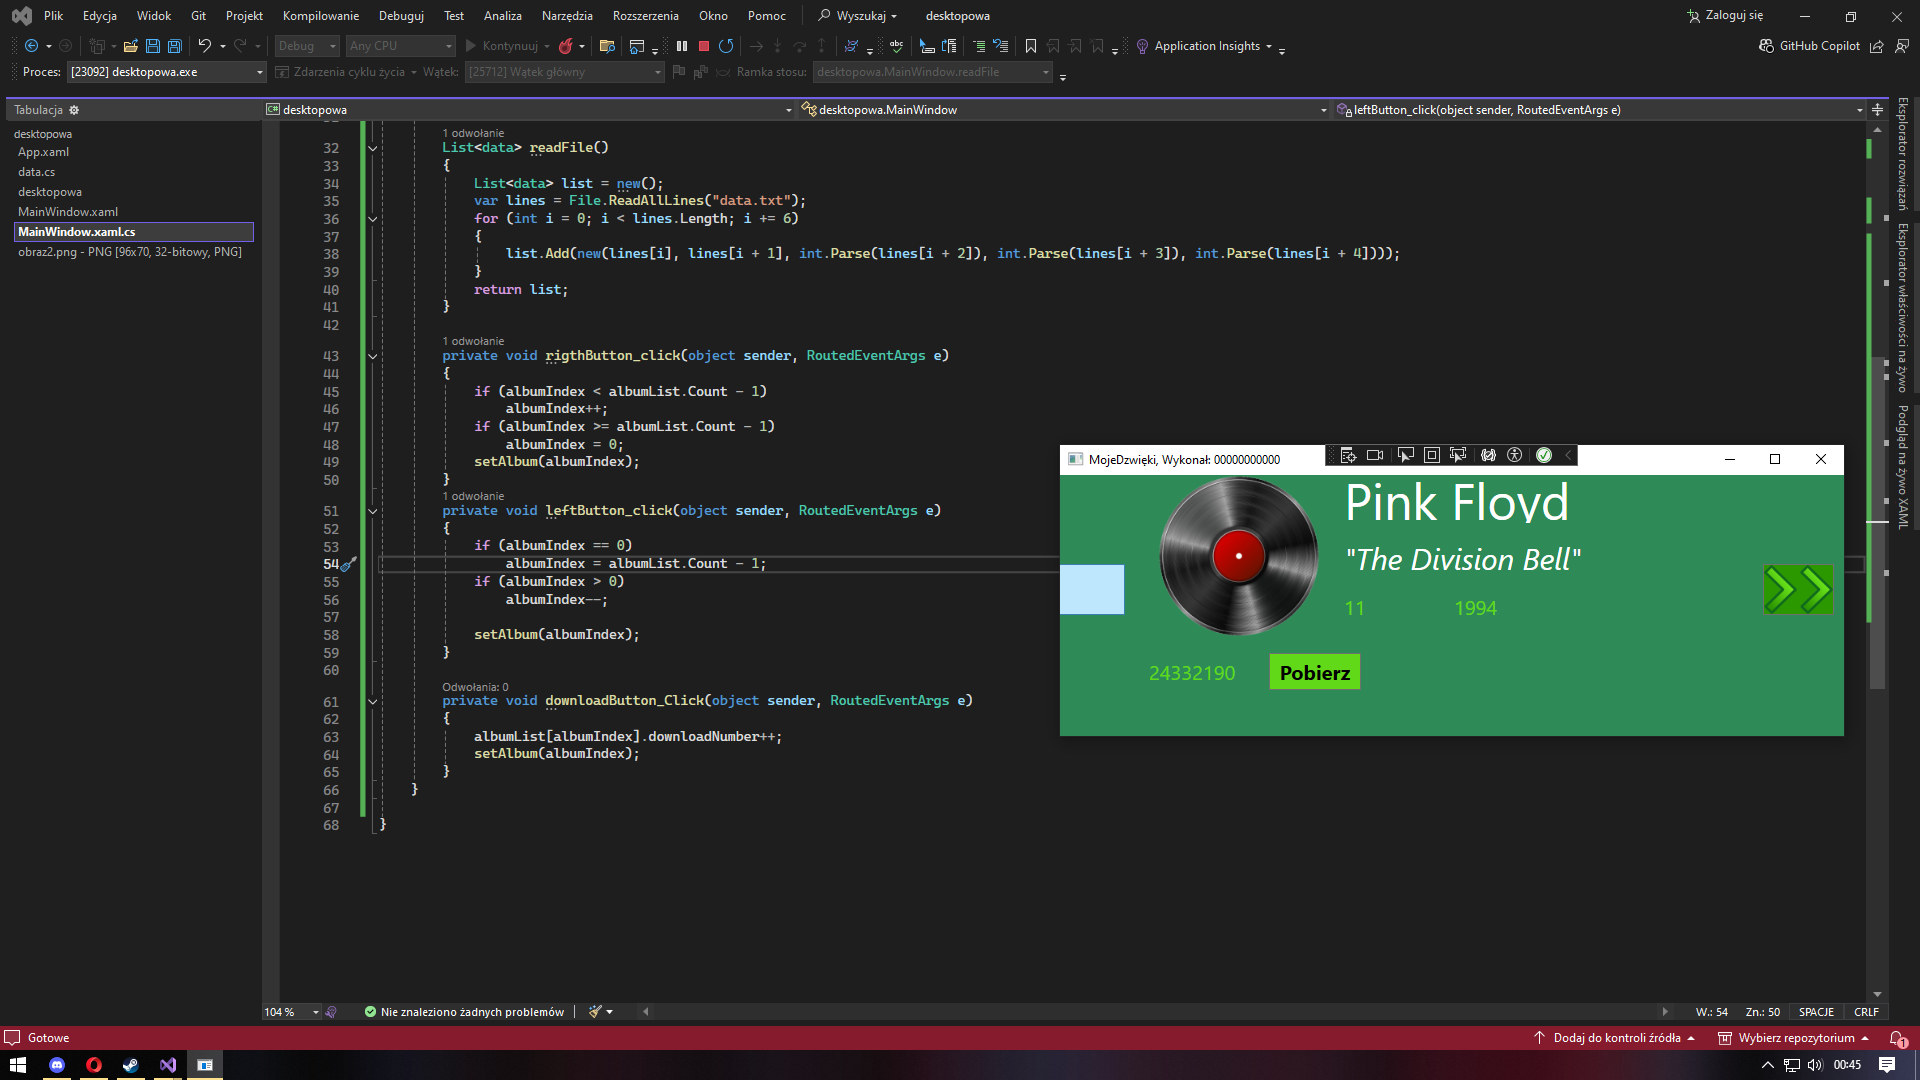 Plik Edycja Widok Git Projekt Kompilowanie Debuguj Test Analiza Narzędzia Rozszerzenia Okno Pomoc Wyszukaj desktopowa Zaloguj się
Debug Any CPU Kontynuuj Application Insights GitHub Copilot
Proces: [23092] desktopowa.exe Zdarzenia cyklu życia Wątek: [25712] Wątek główny Ramka stosu: desktopowa.MainWindow.readFile
Tabulacja
desktopowa
App.xaml
data.cs
desktopowa
MainWindow.xaml
MainWindow.xaml.cs
obraz2.png - PNG [96x70, 32-bitowy, PNG]
desktopowa desktopowa.MainWindow leftButton_click(object sender, RoutedEventArgs e)
1 odwołanie
32 List<data> readFile()
33 {
34 List<data> list = new();
35 var lines = File.ReadAllLines("data.txt");
36 for (int i = 0; i < lines.Length; i += 6)
37 {
38 list.Add(new(lines[i], lines[i + 1], int.Parse(lines[i + 2]), int.Parse(lines[i + 3]), int.Parse(lines[i + 4])));
39 }
40 return list;
41 }
42
1 odwołanie
43 private void rigthButton_click(object sender, RoutedEventArgs e)
44 {
45 if (albumIndex < albumList.Count - 1)
46 albumIndex++;
47 if (albumIndex >= albumList.Count - 1)
48 albumIndex = 0;
49 setAlbum(albumIndex);
50 }
1 odwołanie
51 private void leftButton_click(object sender, RoutedEventArgs e)
52 {
53 if (albumIndex == 0)
54 albumIndex = albumList.Count - 1;
55 if (albumIndex > 0)
56 albumIndex--;
57
58 setAlbum(albumIndex);
59 }
60
Odwołania: 0
61 private void downloadButton_Click(object sender, RoutedEventArgs e)
62 {
63 albumList[albumIndex].downloadNumber++;
64 setAlbum(albumIndex);
65 }
66 }
67
68 }
MojeDzwięki, Wykonał: 00000000000
Pink Floyd
"The Division Bell"
11 1994
24332190 Pobierz
Eksplorator rozwiązań
Eksplorator właściwości na żywo
Podgląd na żywo XAML
104 % Nie znaleziono żadnych problemów W.: 54 Zn.: 50 SPACJE CRLF
Gotowe Dodaj do kontroli źródła Wybierz repozytorium 1
00:45